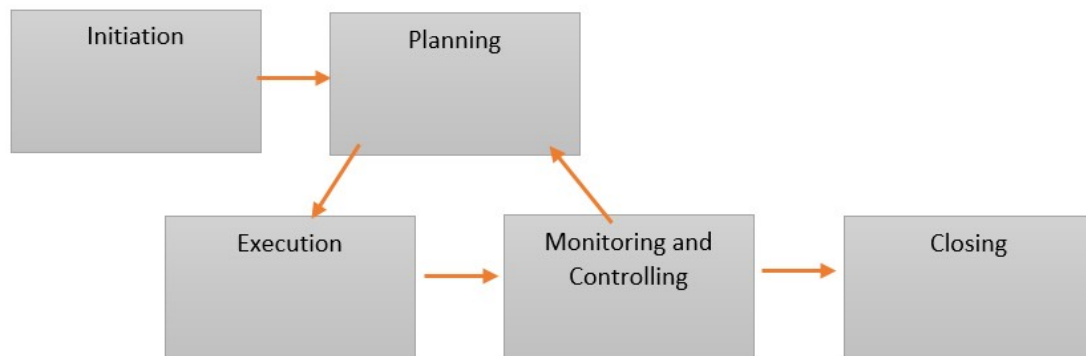 Initiation
Planning
Execution
Monitoring and
Controlling
Closing